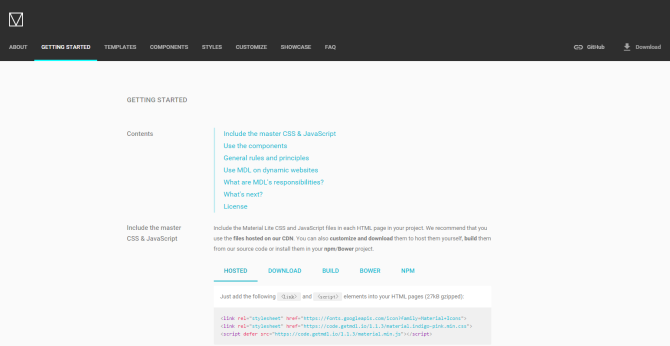 ABOUT GETTING STARTED TEMPLATES COMPONENTS STYLES CUSTOMIZE SHOWCASE FAQ GitHub Download
GETTING STARTED
Contents
Include the master CSS & JavaScript
Use the components
General rules and principles
Use MDL on dynamic websites
What are MDL's responsibilities?
What's next?
License
Include the master
CSS & JavaScript
Include the Material Lite CSS and JavaScript files in each HTML page in your project. We recommend that you
use the files hosted on our CDN. You can also customize and download them to host them yourself, build them
from our source code or install them in your npm/Bower project.
HOSTED DOWNLOAD BUILD BOWER NPM
Just add the following <link> and <script> elements into your HTML pages (27kB gzipped):
<link rel="stylesheet" href="https://fonts.googleapis.com/icon?family=Material+Icons">
<link rel="stylesheet" href="https://code.getmdl.io/1.1.3/material.indigo-pink.min.css">
<script defer src="https://code.getmdl.io/1.1.3/material.min.js"></script>